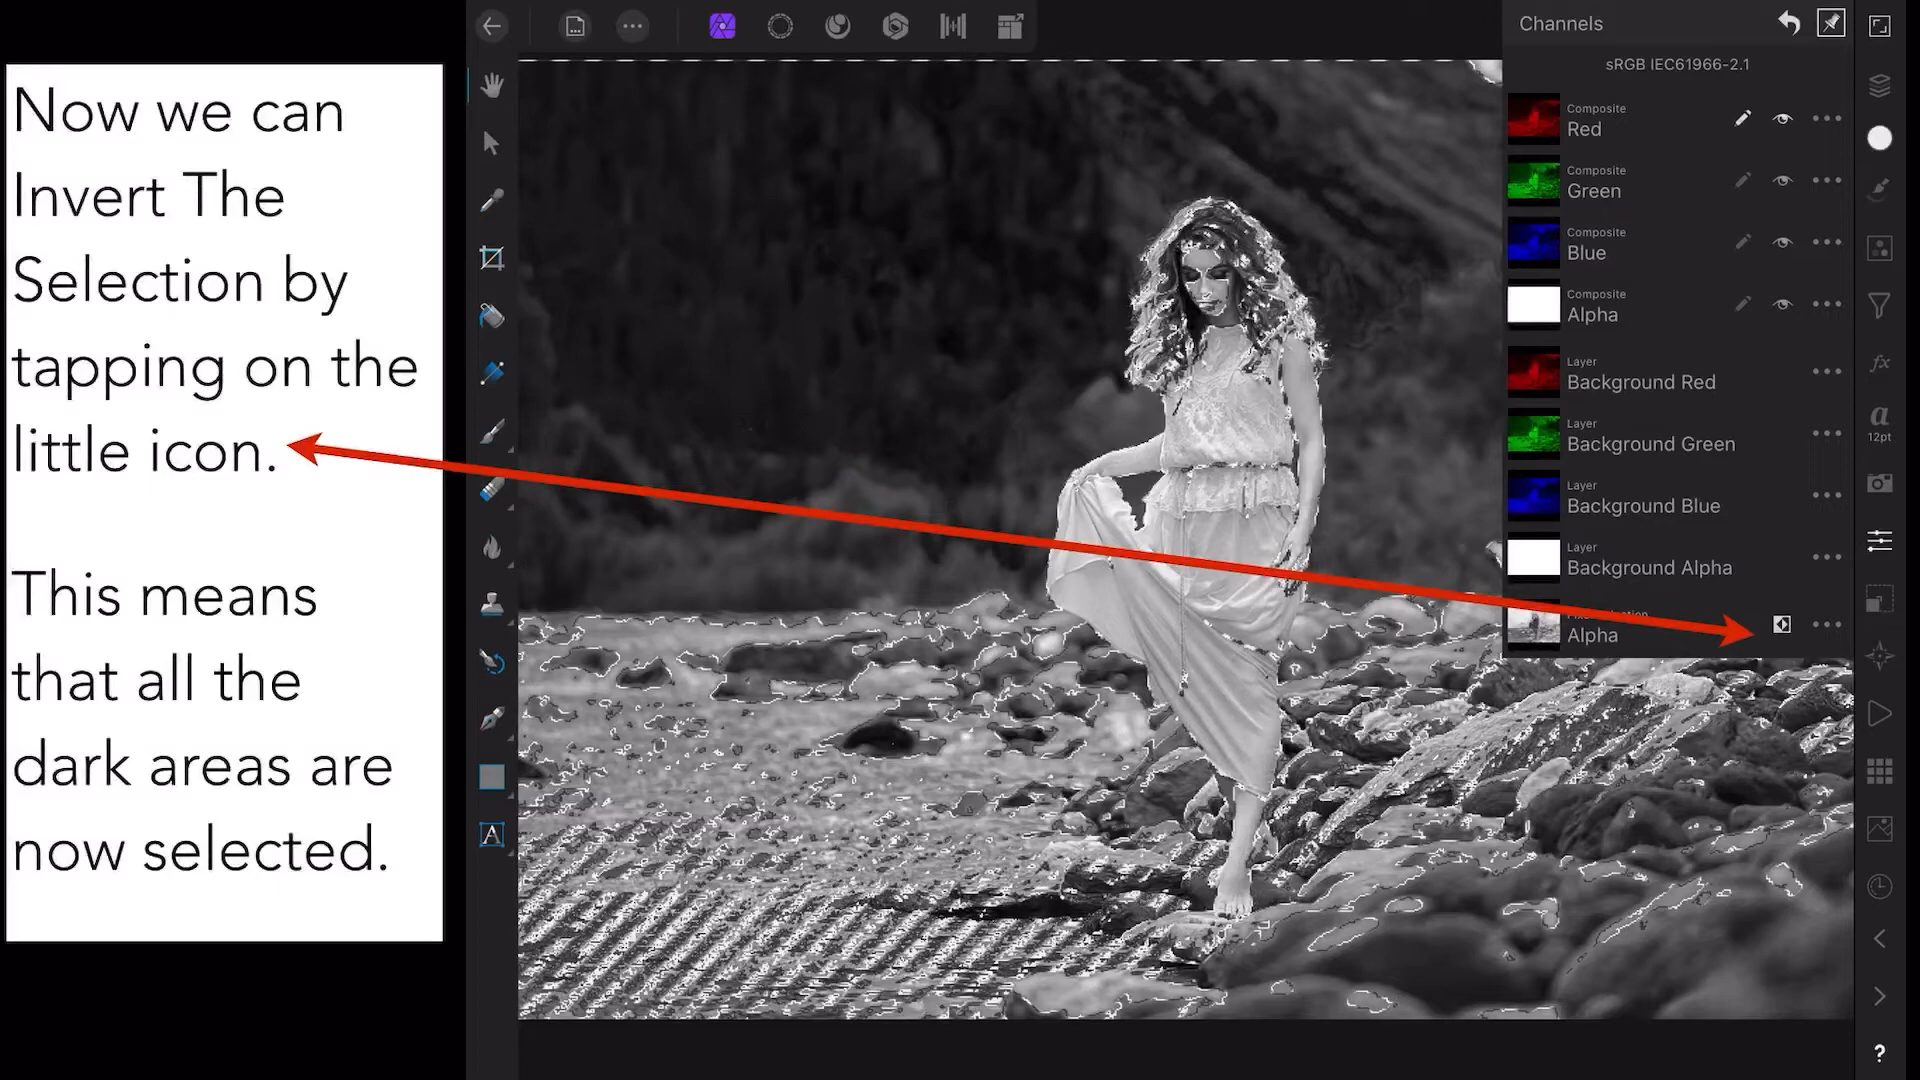 Channels
sRGB IEC61966-2.1
Now we can
Invert The
Selection by
tapping on the
little icon.
This means
that all the
dark areas are
now selected.
Composite
Red
Composite
Green
Composite
Blue
Composite
Alpha
Layer
Background Red
Layer
Background Green
Layer
Background Blue
Layer
Background Alpha
Alpha
fx
a
12pt
A
?